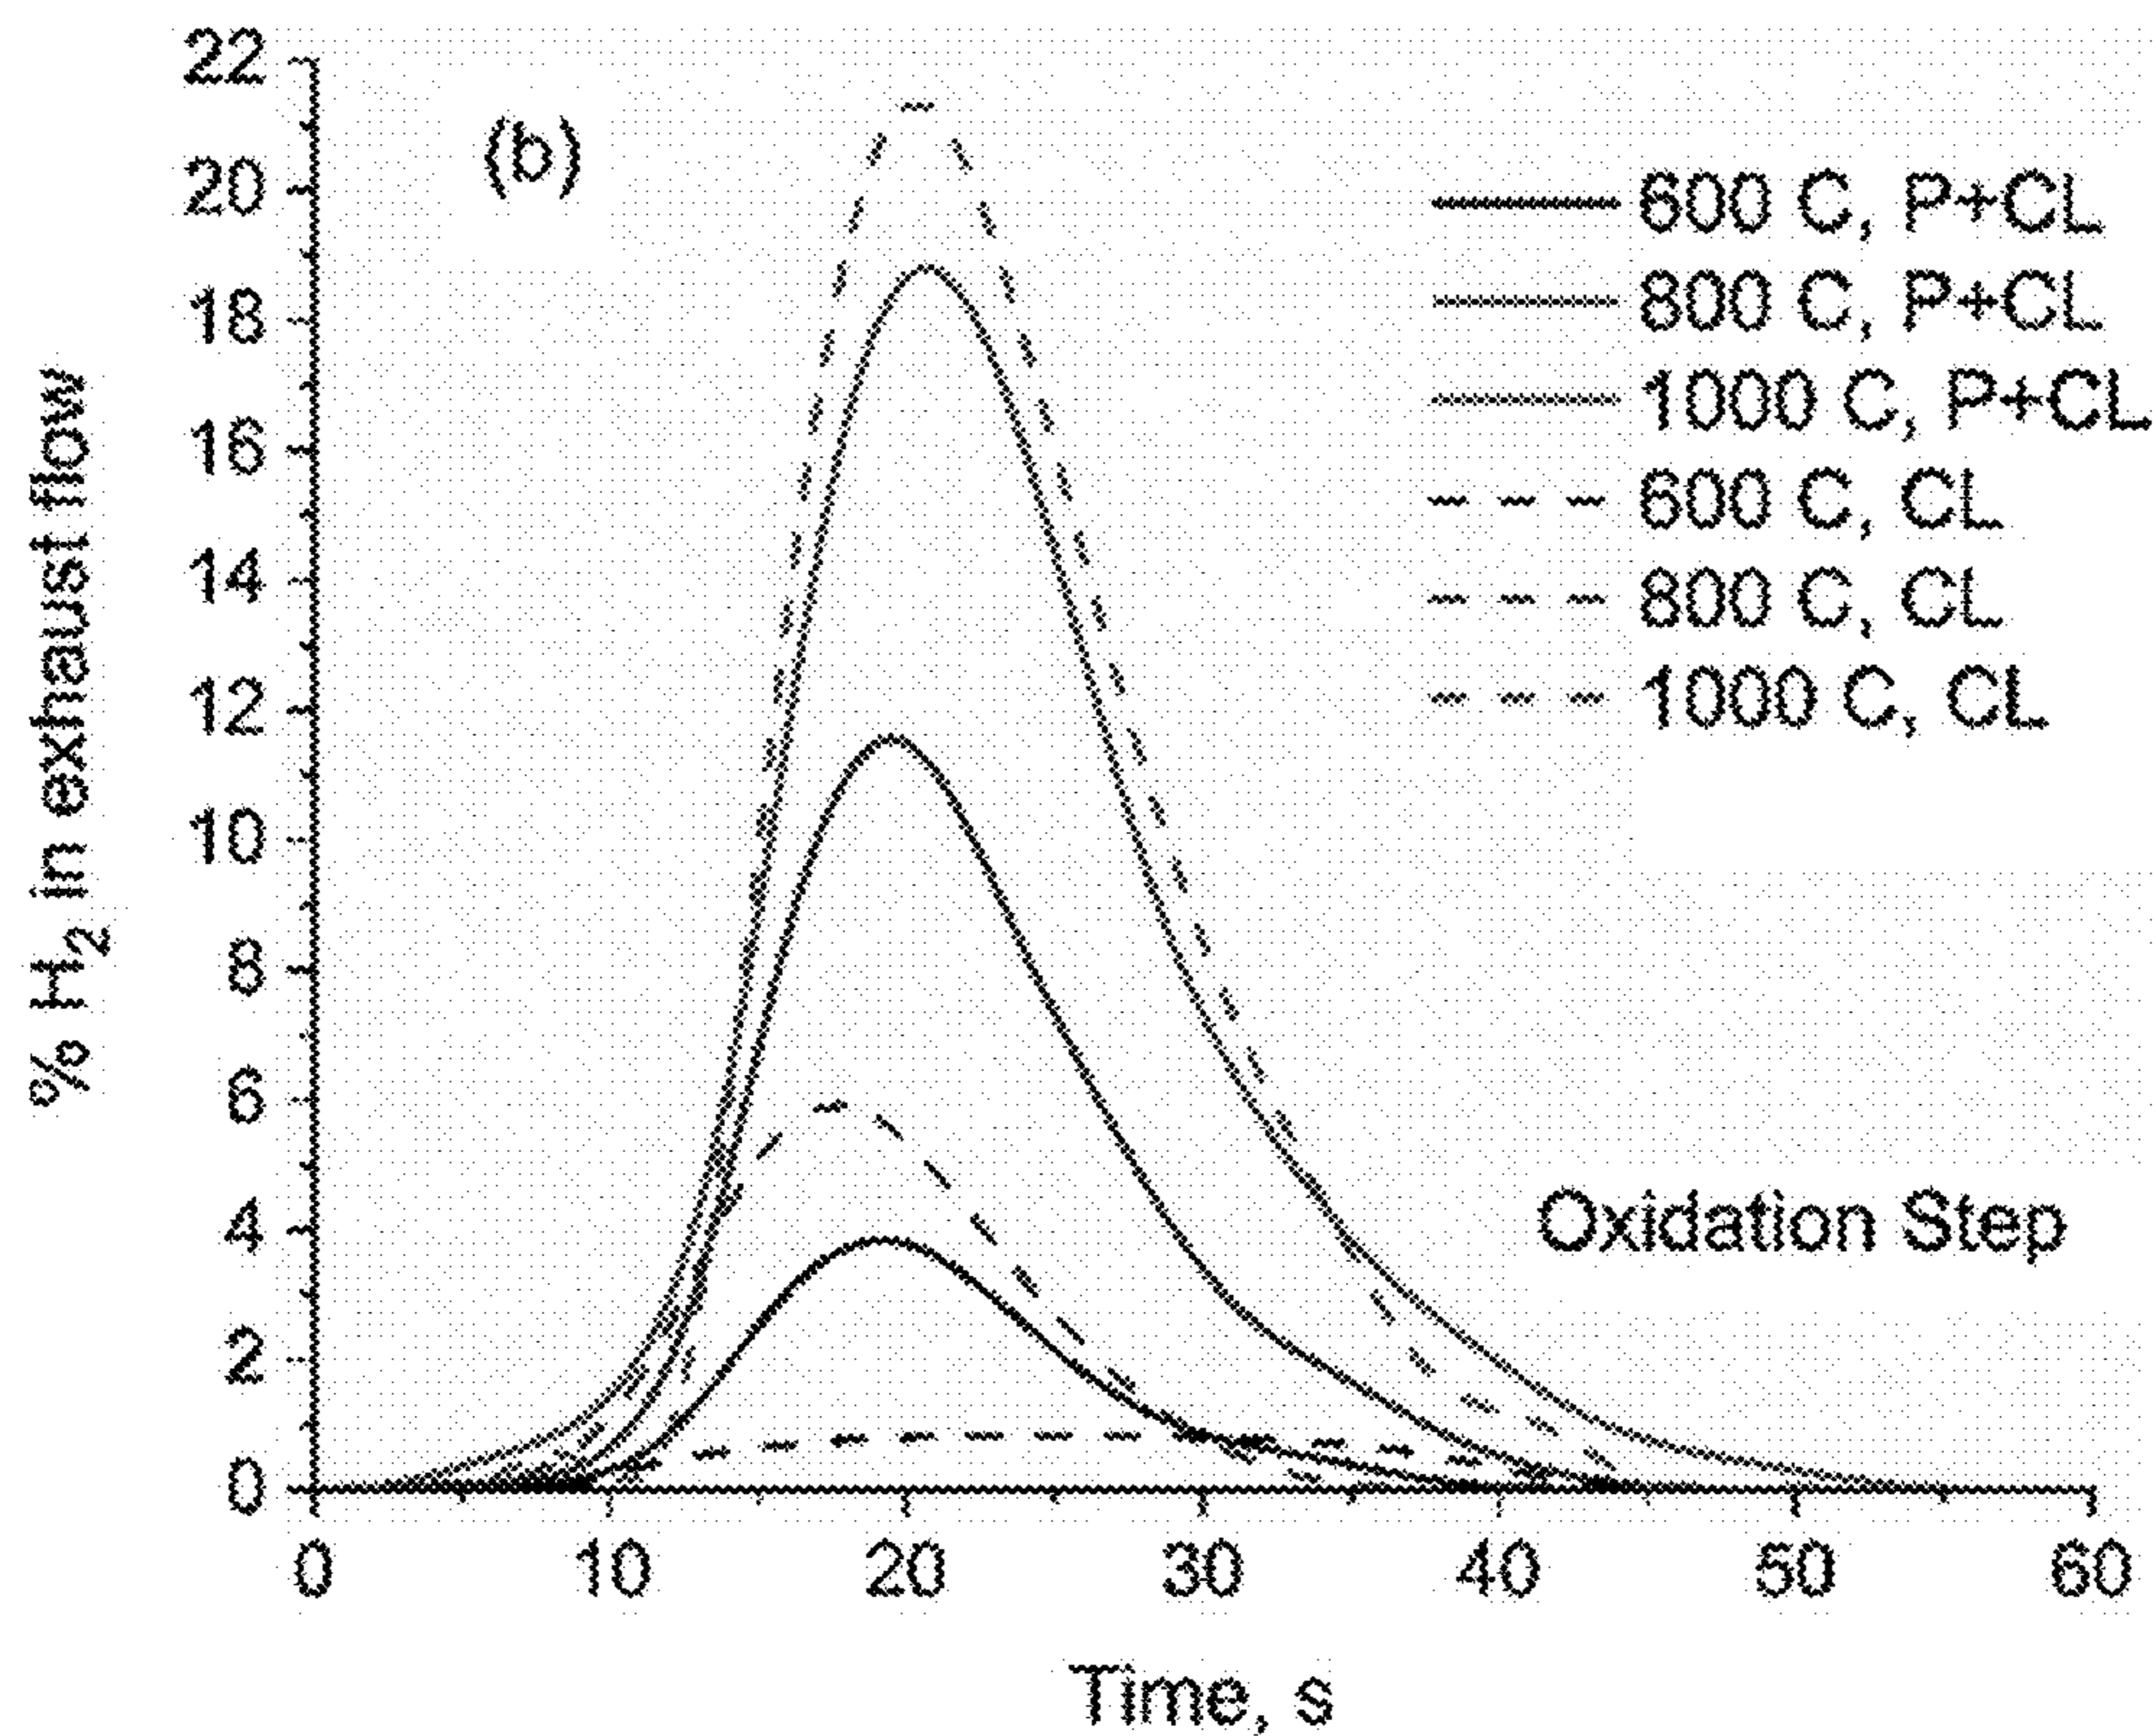 (b)
% H₂ in exhaust flow
22
20
18
16
14
12
10
8
6
4
2
0
600 C, P+CL
800 C, P+CL
1000 C, P+CL
600 C, CL
800 C, CL
1000 C, CL
Oxidation Step
0 10 20 30 40 50 60
Time, s